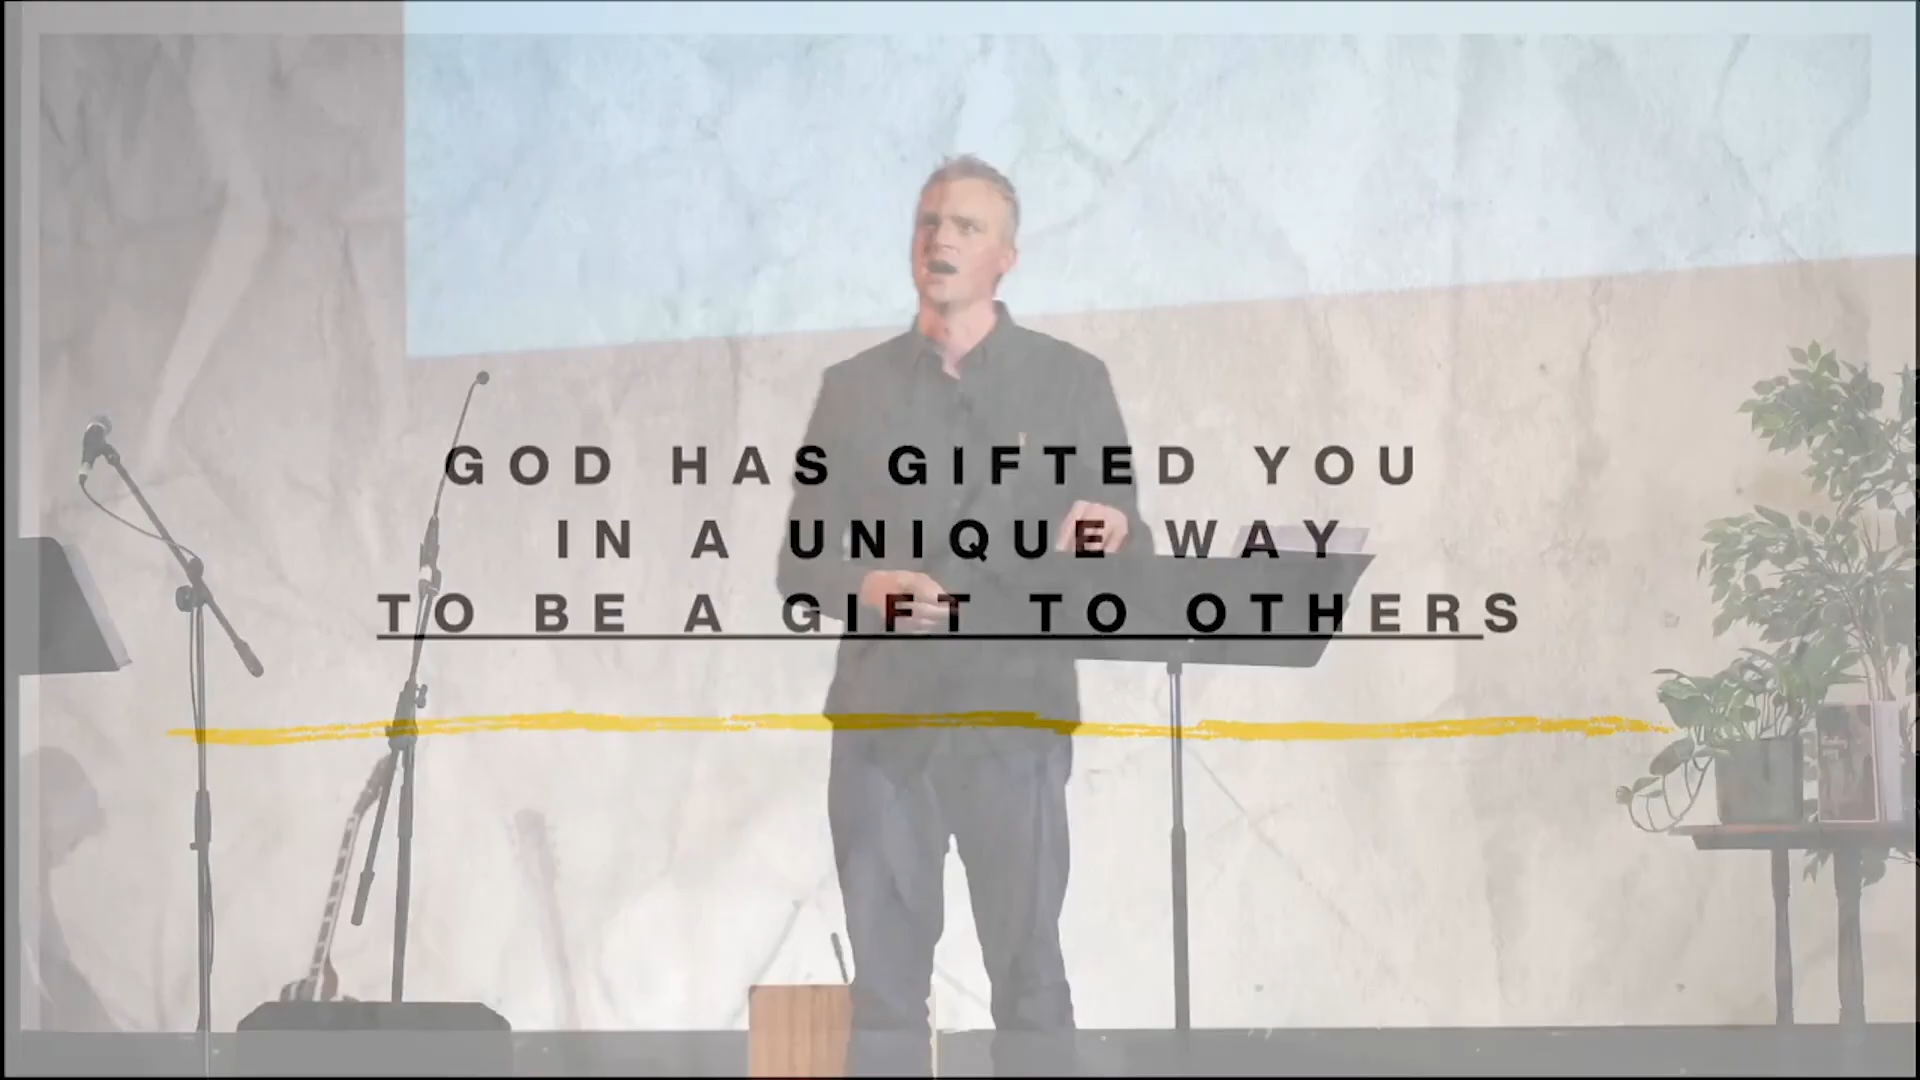 GOD HAS GIFTED YOU
IN A UNIQUE WAY
TO BE A GIFT TO OTHERS